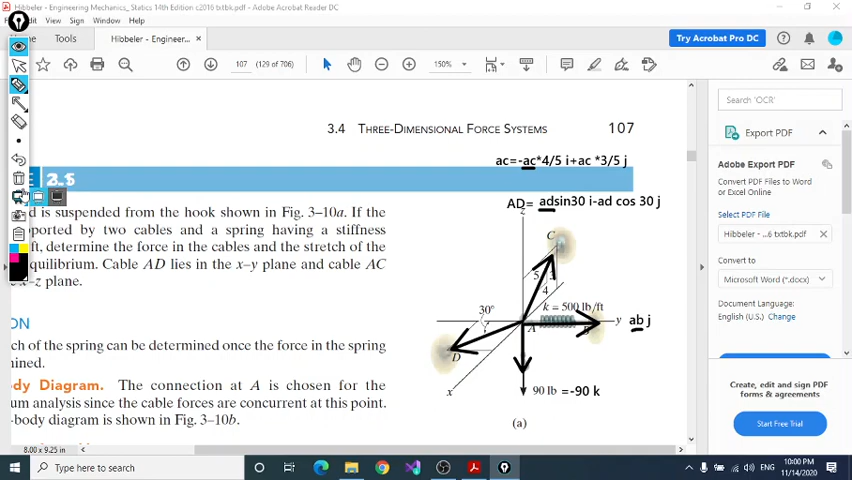 Hibbeler Engineering Mechanics_ Statics 14th Edition c2016 txtbk.pdf - Adobe Acrobat Reader DC
Edit View Sign Window Help
Home Tools Hibbeler - Engineer... ×
Try Acrobat Pro DC
107 (129 of 706) 150%
Search 'OCR'
3.4 THREE-DIMENSIONAL FORCE SYSTEMS 107
Export PDF
ac=-ac*4/5 i+ac *3/5 j
Adobe Export PDF
Convert PDF Files to Word
or Excel Online
AD= adsin30 i-ad cos 30 j
Select PDF File
is suspended from the hook shown in Fig. 3–10a. If the
pported by two cables and a spring having a stiffness
ft, determine the force in the cables and the stretch of the
equilibrium. Cable AD lies in the x–y plane and cable AC
x–z plane.
z
C
5 3
4
k = 500 lb/ft
30°
y ab j
A
B
D
x
90 lb =-90 k
(a)
Hibbeler - E...6 txtbk.pdf ×
Convert to
Microsoft Word (*.docx)
Document Language:
English (U.S.) Change
ION
ch of the spring can be determined once the force in the spring
mined.
ody Diagram. The connection at A is chosen for the
um analysis since the cable forces are concurrent at this point.
-body diagram is shown in Fig. 3–10b.
Create, edit and sign PDF
forms & agreements
Start Free Trial
8.00 x 9.25 in
Type here to search
ENG
10:00 PM
11/14/2020